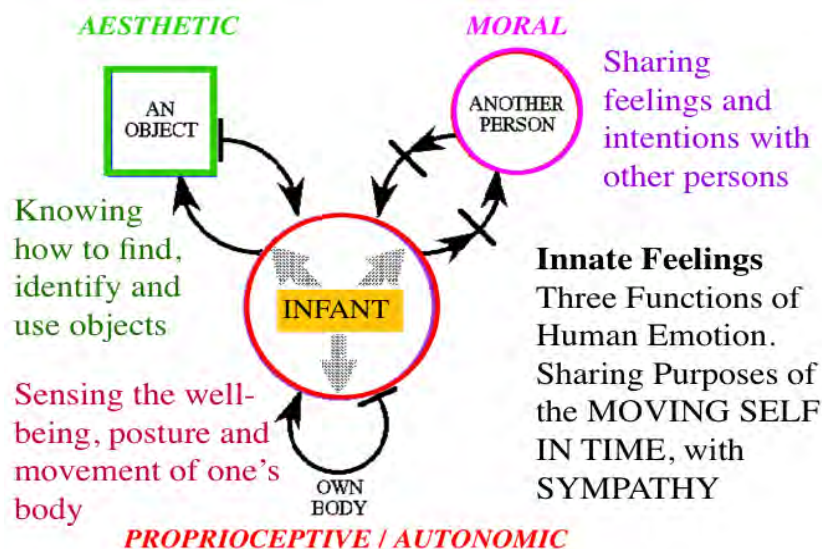 AESTHETIC
MORAL
AN
OBJECT
ANOTHER
PERSON
Sharing
feelings and
intentions with
other persons
Knowing
how to find,
identify and
use objects
INFANT
Innate Feelings
Three Functions of
Human Emotion.
Sharing Purposes of
the MOVING SELF
IN TIME, with
SYMPATHY
Sensing the well-
being, posture and
movement of one's
body
OWN
BODY
PROPRIOCEPTIVE / AUTONOMIC